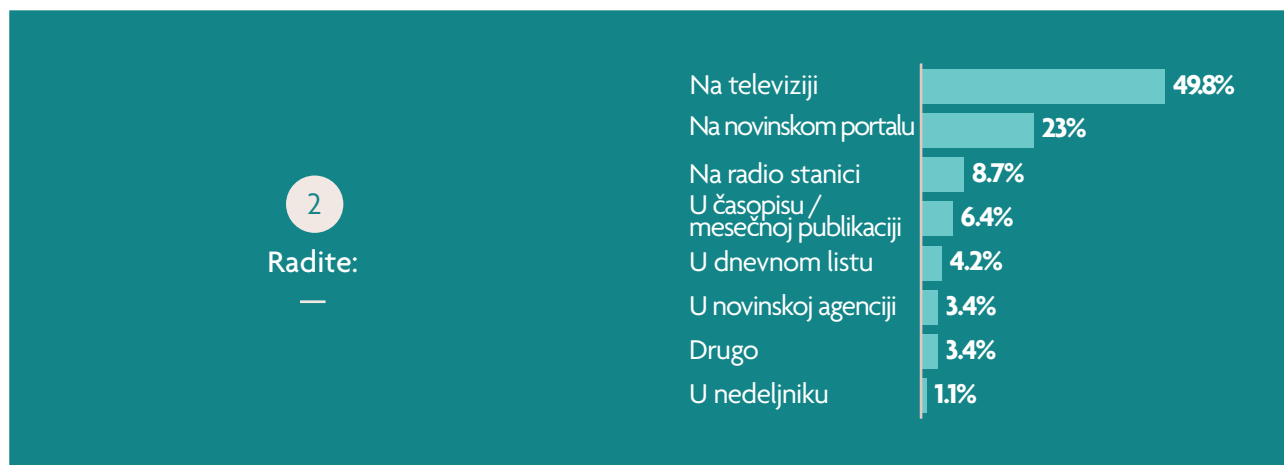 2
Radite:
Na televiziji 49.8%
Na novinskom portalu 23%
Na radio stanici 8.7%
U časopisu /
mesečnoj publikaciji 6.4%
U dnevnom listu 4.2%
U novinskoj agenciji 3.4%
Drugo 3.4%
U nedeljniku 1.1%